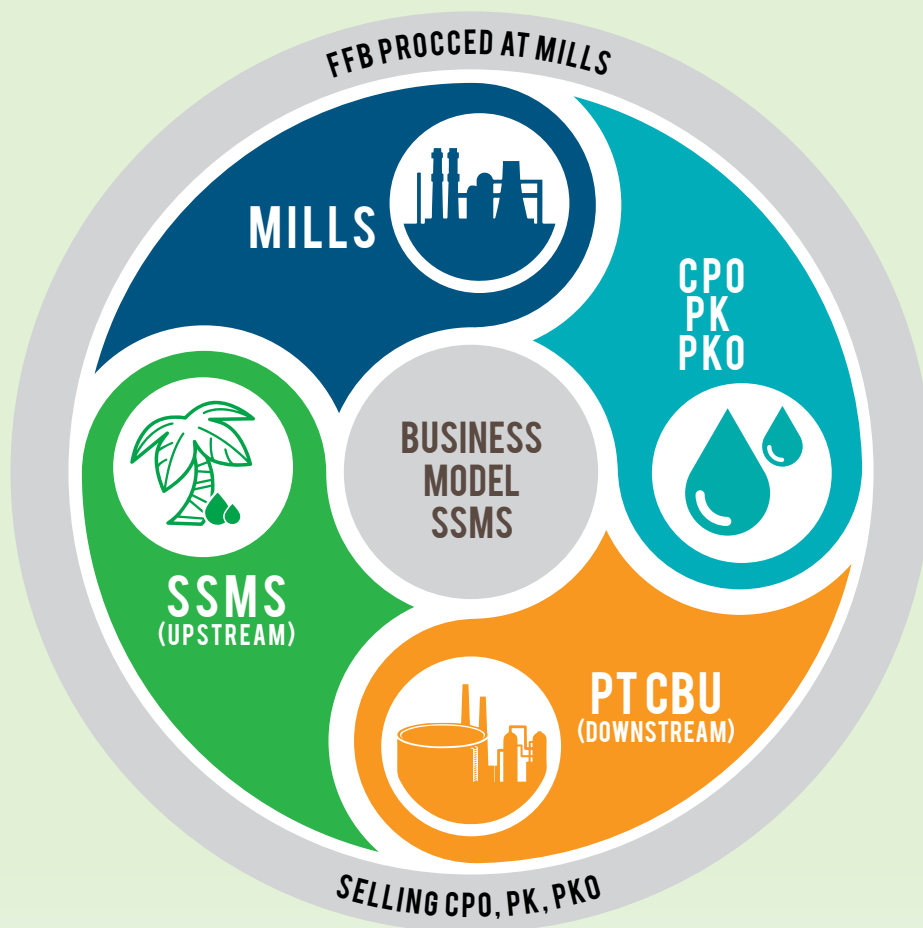 FFB PROCCED AT MILLS
MILLS
CPO
PK
PKO
BUSINESS
MODEL
SSMS
SSMS
(UPSTREAM)
PT CBU
(DOWNSTREAM)
SELLING CPO, PK, PKO